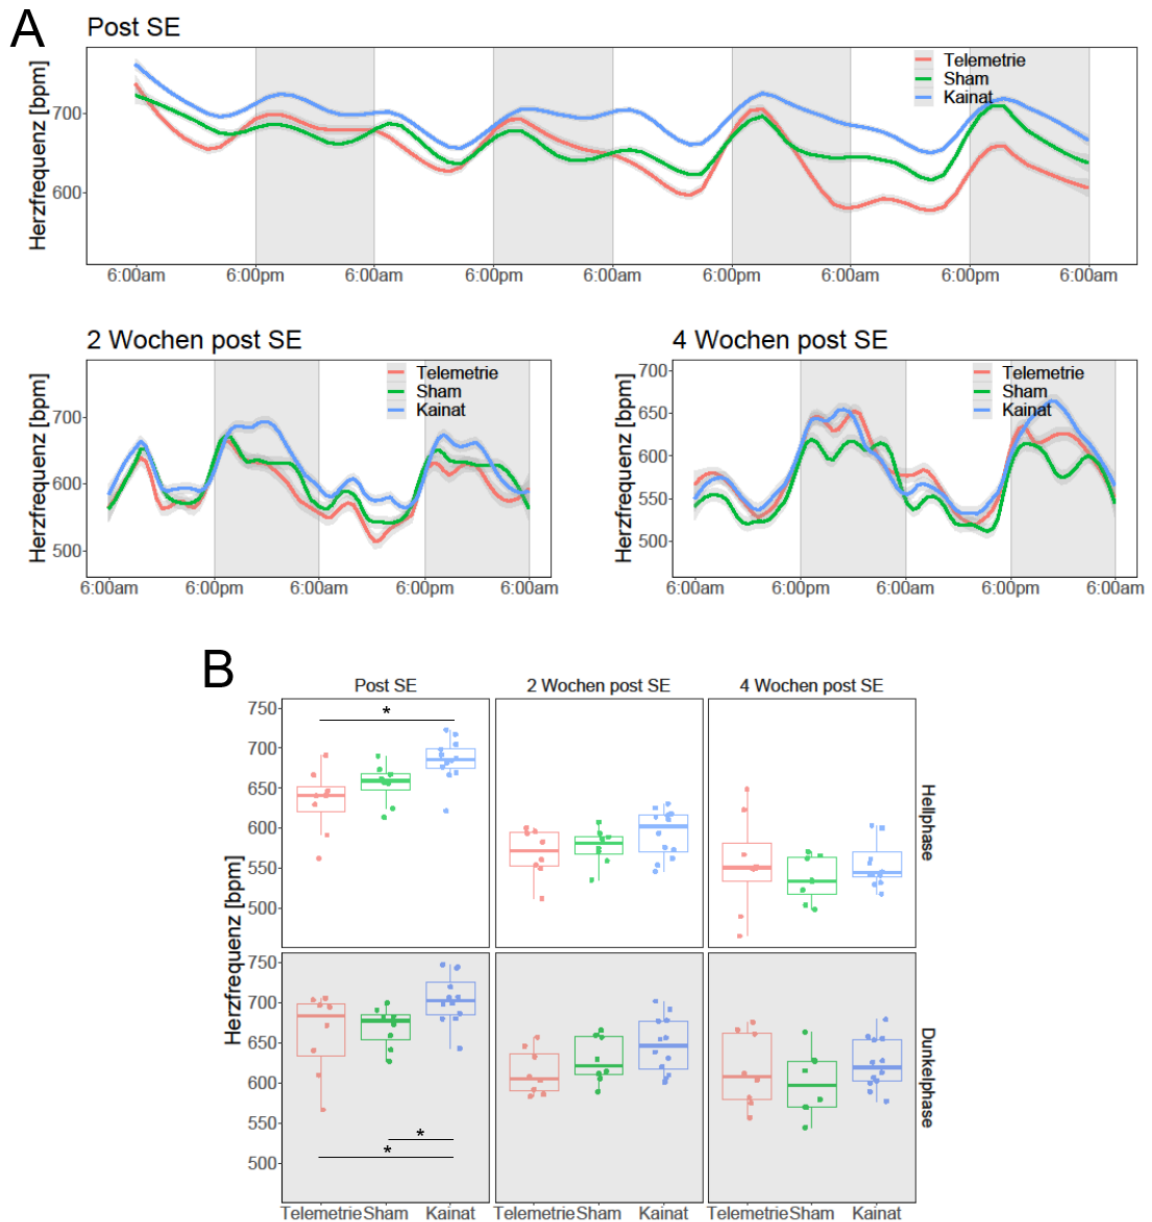 A
Post SE
Herzfrequenz [bpm]
700
600
Telemetrie
Sham
Kainat
6:00am 6:00pm 6:00am 6:00pm 6:00am 6:00pm 6:00am 6:00pm 6:00am
2 Wochen post SE
Herzfrequenz [bpm]
700
600
500
Telemetrie
Sham
Kainat
6:00am 6:00pm 6:00am 6:00pm 6:00am
4 Wochen post SE
Herzfrequenz [bpm]
700
650
600
550
500
Telemetrie
Sham
Kainat
6:00am 6:00pm 6:00am 6:00pm 6:00am
B
Post SE 2 Wochen post SE 4 Wochen post SE
Herzfrequenz [bpm]
750
700
650
600
550
500
*
Hellphase
750
700
650
600
550
500
*
*
Dunkelphase
Telemetrie Sham Kainat Telemetrie Sham Kainat Telemetrie Sham Kainat